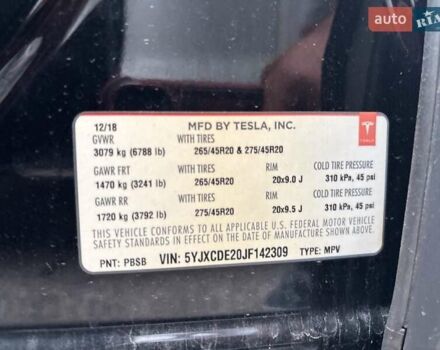 auto RIA
12/18 MFD BY TESLA, INC.
GVWR WITH TIRES
3079 kg (6788 lb) 265/45R20 & 275/45R20
GAWR FRT WITH TIRES RIM COLD TIRE PRESSURE
1470 kg (3241 lb) 265/45R20 20x9.0 J 310 kPa, 45 psi
GAWR RR WITH TIRES RIM COLD TIRE PRESSURE
1720 kg (3792 lb) 275/45R20 20x9.5 J 310 kPa, 45 psi
THIS VEHICLE CONFORMS TO ALL APPLICABLE U.S. FEDERAL MOTOR VEHICLE
SAFETY STANDARDS IN EFFECT ON THE DATE OF MANUFACTURE SHOWN ABOVE.
PNT: PBSB VIN: 5YJXCDE20JF142309 TYPE: MPV
TESLA